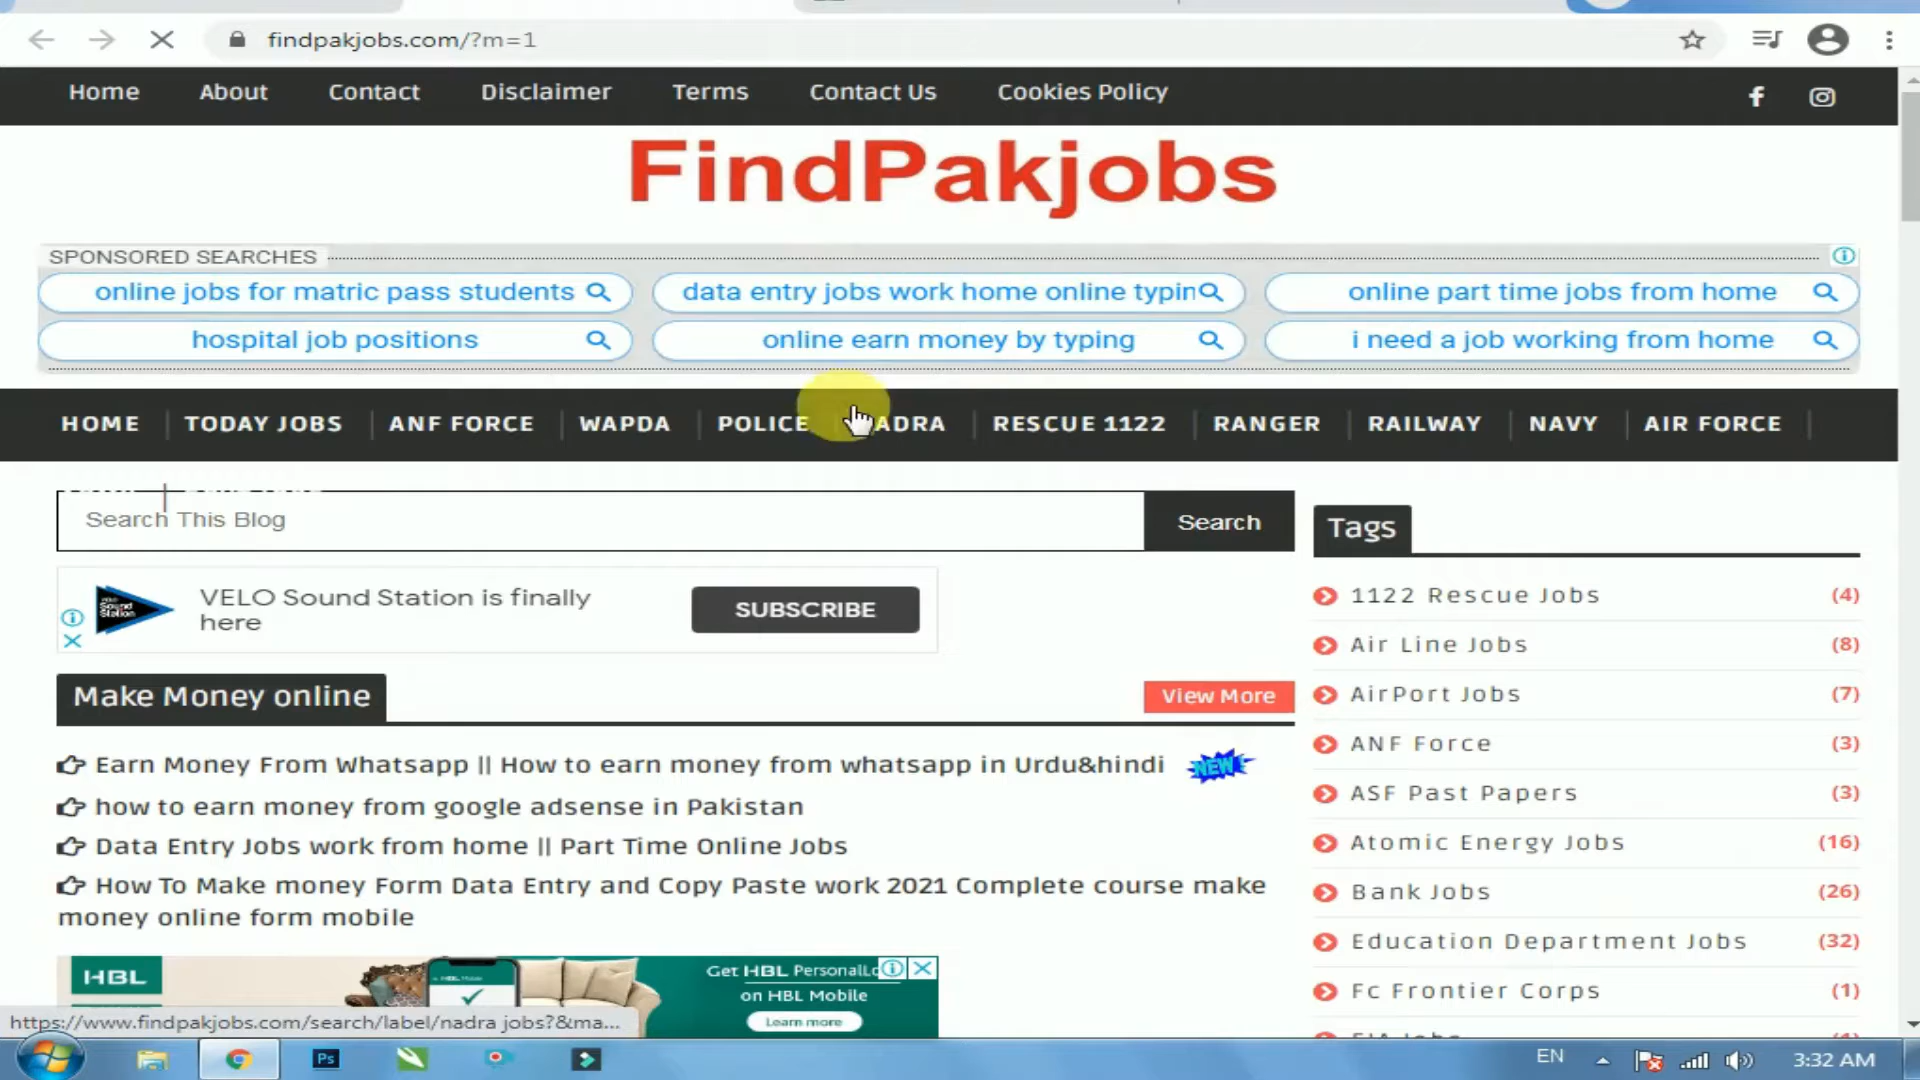 findpakjobs.com/?m=1
Home About Contact Disclaimer Terms Contact Us Cookies Policy
FindPakjobs
SPONSORED SEARCHES
online jobs for matric pass students
data entry jobs work home online typin
online part time jobs from home
hospital job positions
online earn money by typing
i need a job working from home
HOME TODAY JOBS ANF FORCE WAPDA POLICE ADRA RESCUE 1122 RANGER RAILWAY NAVY AIR FORCE
Search This Blog
Search
VELO Sound Station is finally
here
SUBSCRIBE
Make Money online
View More
Earn Money From Whatsapp || How to earn money from whatsapp in Urdu&hindi NEW!
how to earn money from google adsense in Pakistan
Data Entry Jobs work from home || Part Time Online Jobs
How To Make money Form Data Entry and Copy Paste work 2021 Complete course make
money online form mobile
HBL
Get HBL PersonalLo
on HBL Mobile
Learn more
Tags
1122 Rescue Jobs (4)
Air Line Jobs (8)
AirPort Jobs (7)
ANF Force (3)
ASF Past Papers (3)
Atomic Energy Jobs (16)
Bank Jobs (26)
Education Department Jobs (32)
Fc Frontier Corps (1)
https://www.findpakjobs.com/search/label/nadra jobs?&ma...
Ps
EN
3:32 AM